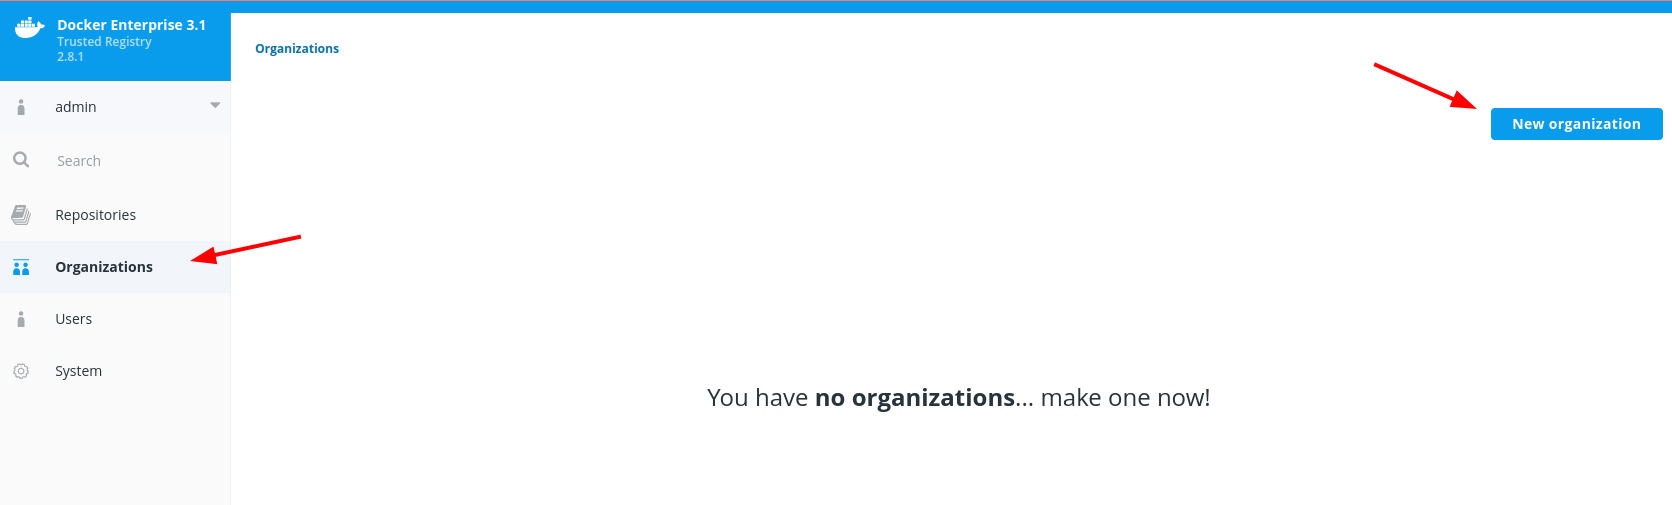 Docker Enterprise 3.1
Trusted Registry
2.8.1
admin
Search
Repositories
Organizations
Users
System
Organizations
New organization
You have no organizations... make one now!